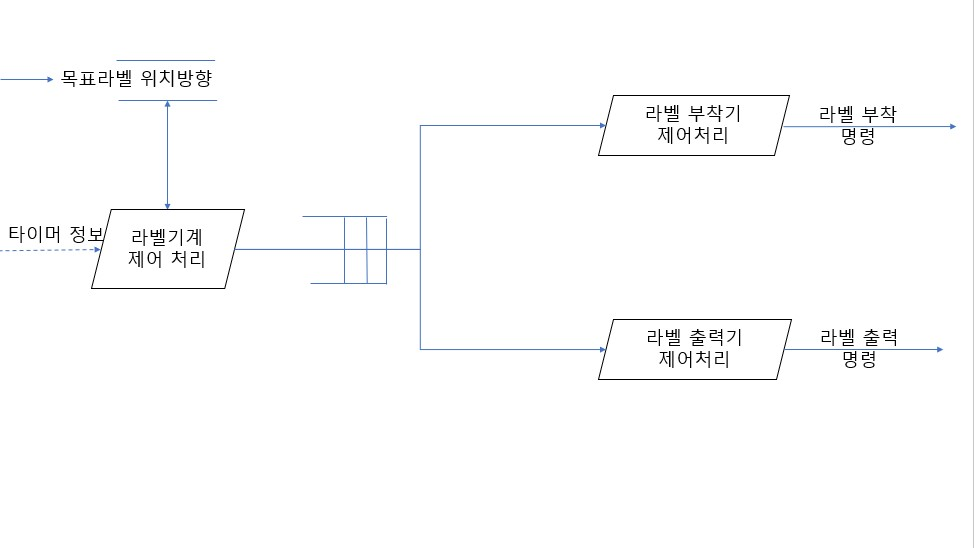 목표라벨 위치방향
라벨 부착기
제어처리
라벨 부착
명령
타이머 정보
라벨기계
제어 처리
라벨 출력기
제어처리
라벨 출력
명령